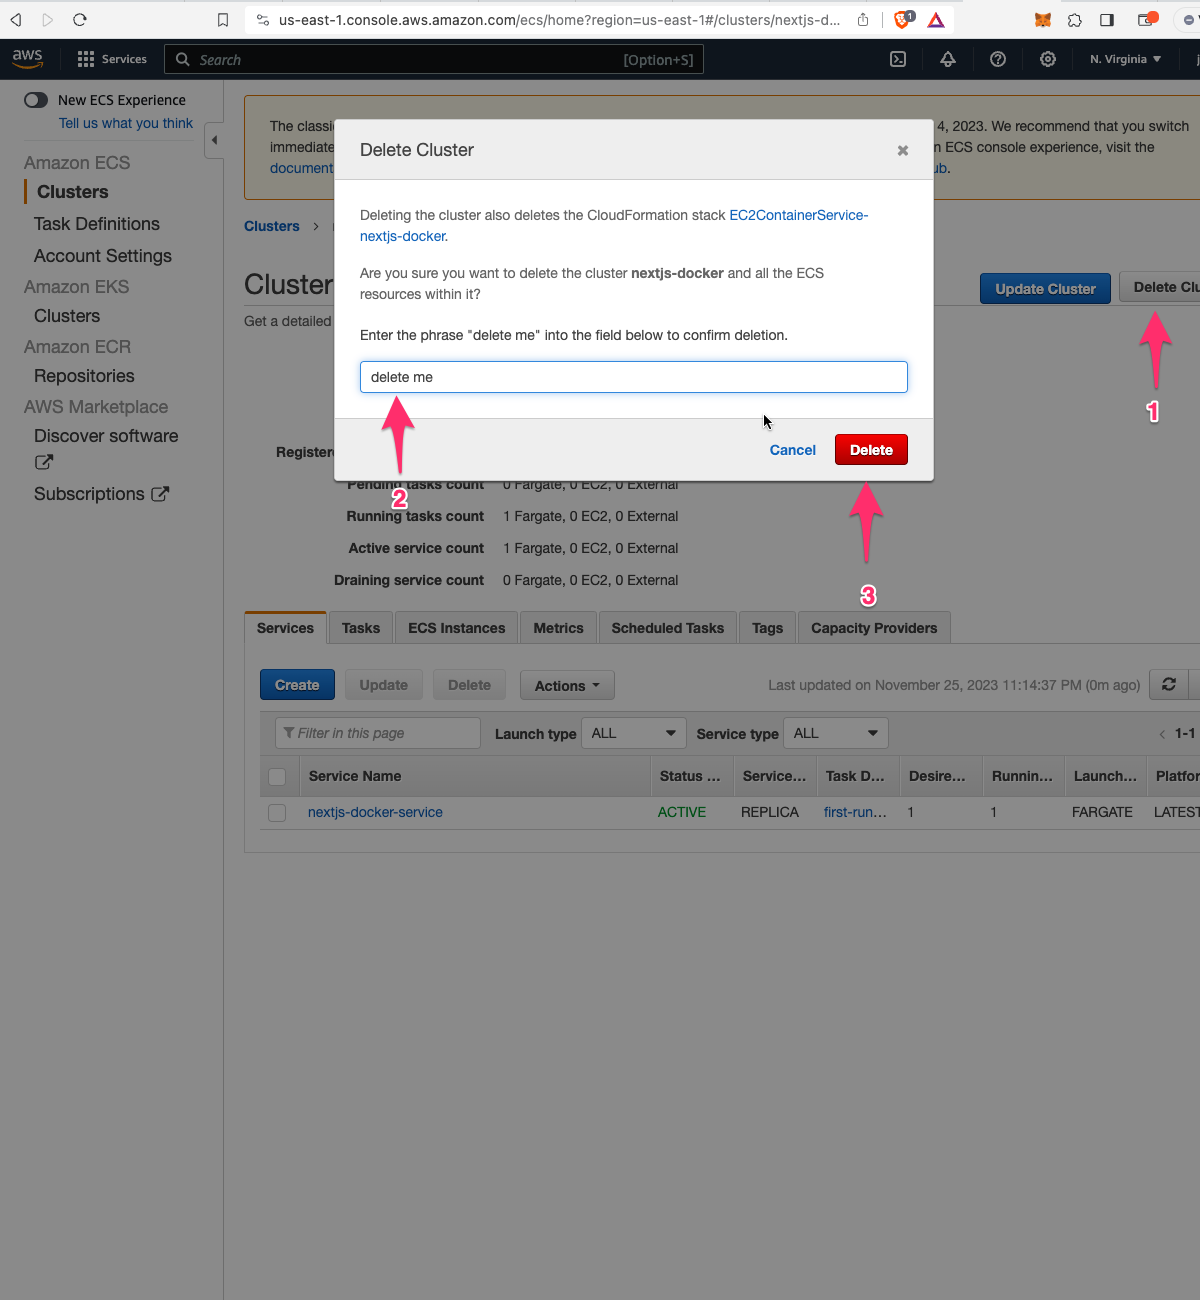 us-east-1.console.aws.amazon.com/ecs/home?region=us-east-1#/clusters/nextjs-d...
1
aws
Services
Search
[Option+S]
N. Virginia
New ECS Experience
Tell us what you think
Amazon ECS
Clusters
Task Definitions
Account Settings
Amazon EKS
Clusters
Amazon ECR
Repositories
AWS Marketplace
Discover software
Subscriptions
The classi
4, 2023. We recommend that you switch
immediate
n ECS console experience, visit the
document
ub.
Clusters >
Cluster
Update Cluster
Delete Clu
Get a detailed
Delete Cluster
Deleting the cluster also deletes the CloudFormation stack EC2ContainerService-
nextjs-docker.
Are you sure you want to delete the cluster nextjs-docker and all the ECS
resources within it?
Enter the phrase "delete me" into the field below to confirm deletion.
delete me
Cancel
Delete
1
2
3
Registere
Pending tasks count 0 Fargate, 0 EC2, 0 External
Running tasks count 1 Fargate, 0 EC2, 0 External
Active service count 1 Fargate, 0 EC2, 0 External
Draining service count 0 Fargate, 0 EC2, 0 External
Services Tasks ECS Instances Metrics Scheduled Tasks Tags Capacity Providers
Create Update Delete Actions
Last updated on November 25, 2023 11:14:37 PM (0m ago)
Filter in this page
Launch type ALL
Service type ALL
< 1-1
Service Name Status ... Service... Task D... Desire... Runnin... Launch... Platfor
nextjs-docker-service ACTIVE REPLICA first-run... 1 1 FARGATE LATEST